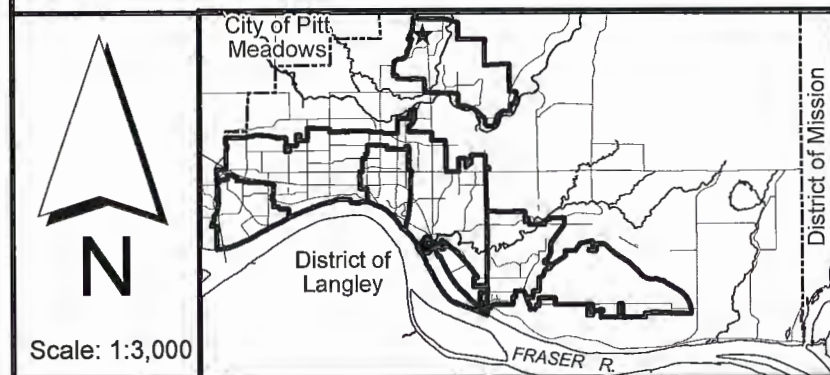 N
Scale: 1:3,000
City of Pitt
Meadows
District of
Langley
FRASER R.
District of Mission